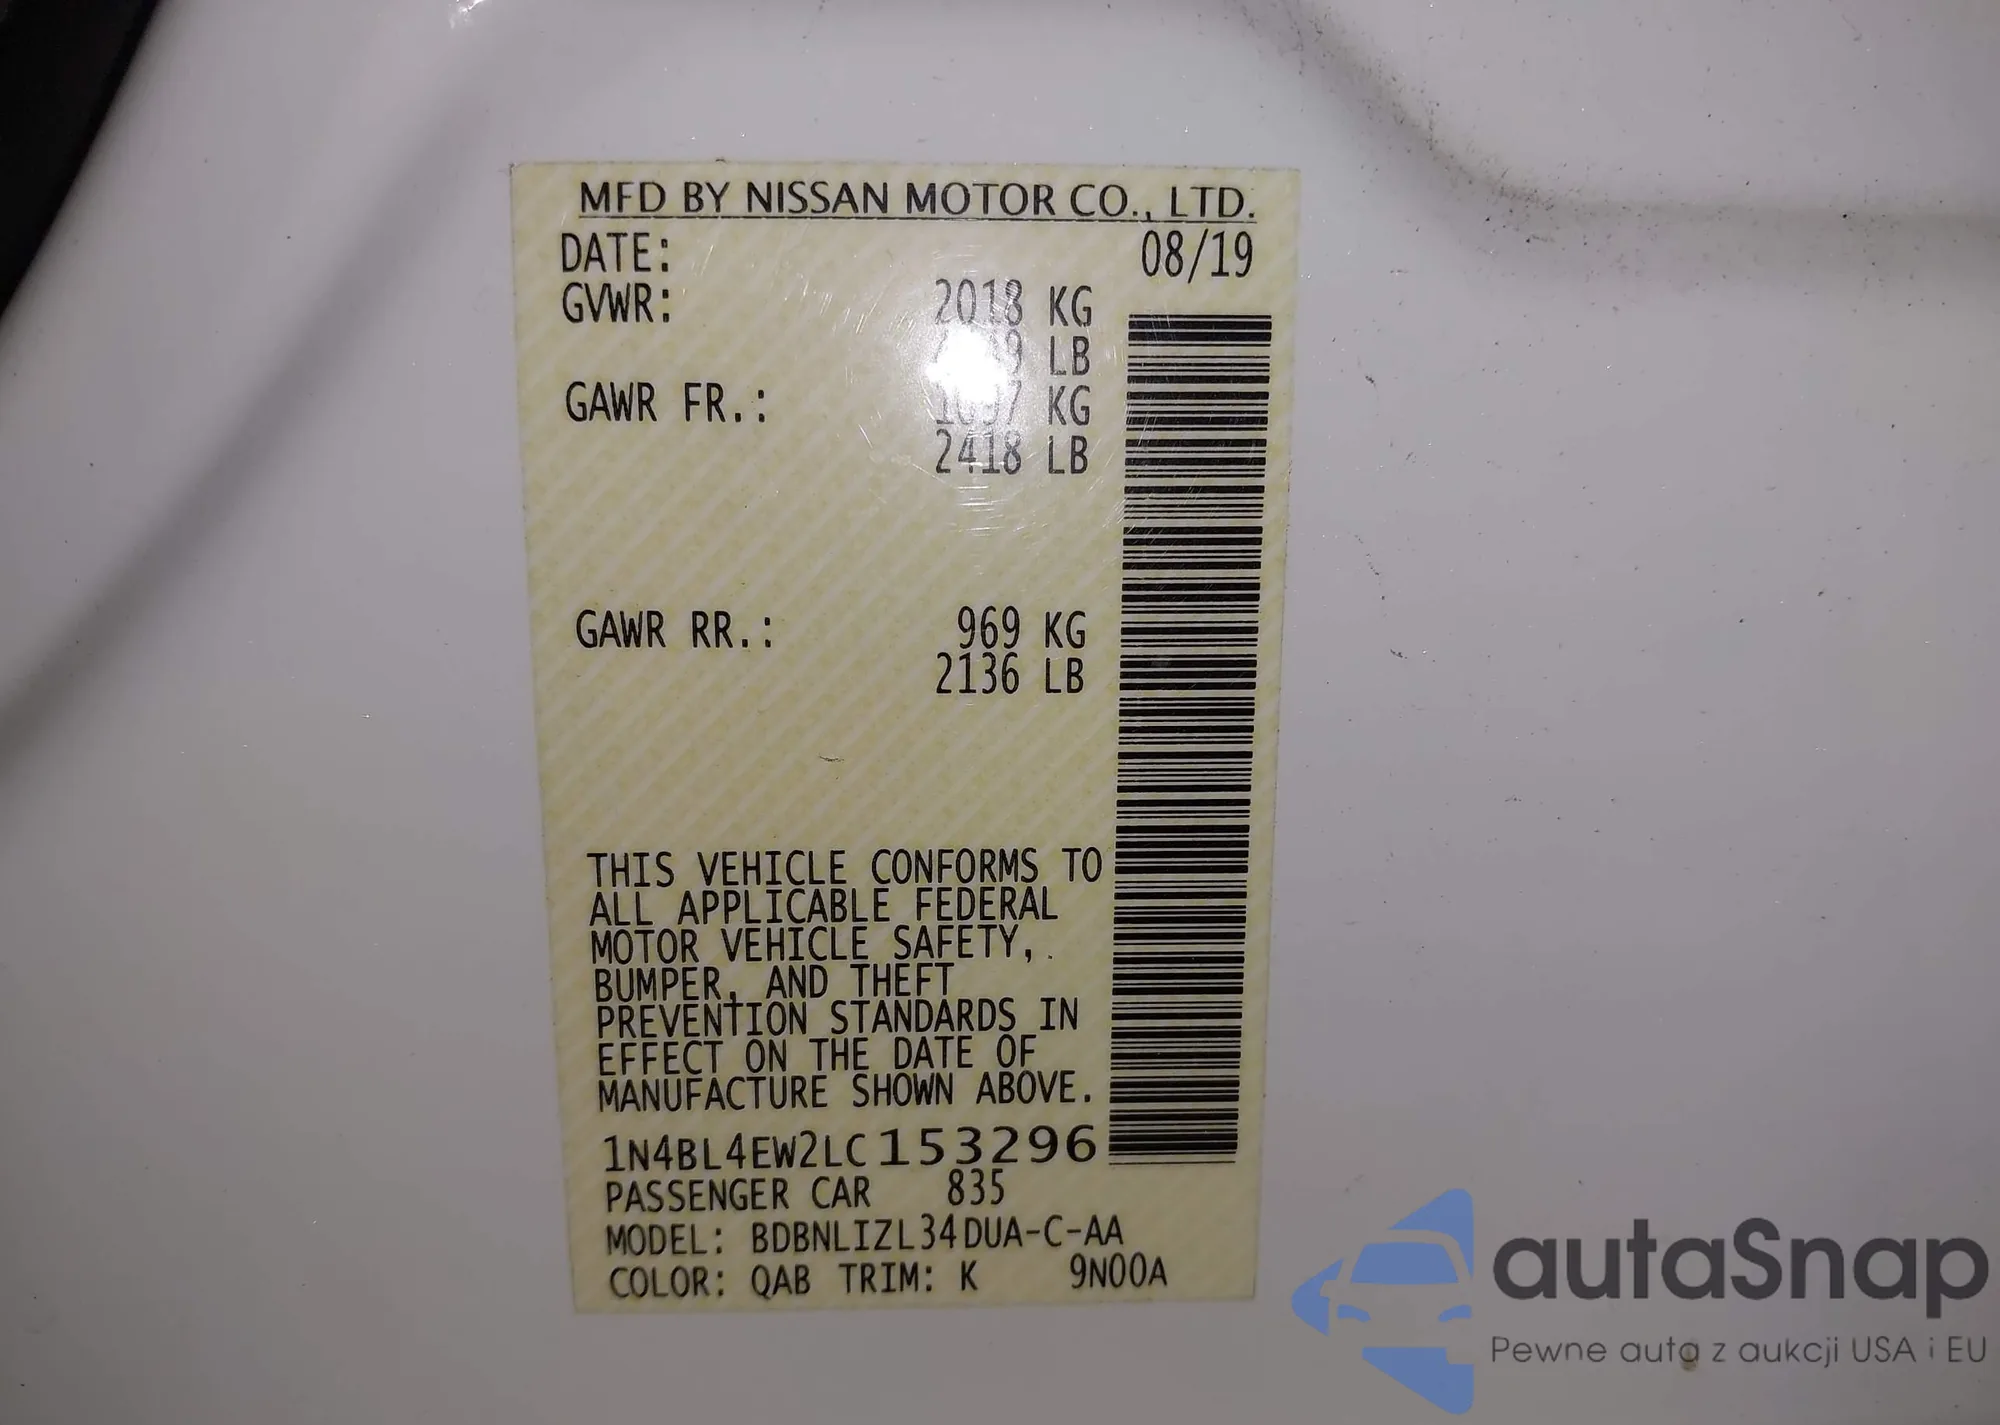 MFD BY NISSAN MOTOR CO., LTD.
DATE: 08/19
GVWR: 2018 KG
LB
GAWR FR.: KG
2418 LB
GAWR RR.: 969 KG
2136 LB
THIS VEHICLE CONFORMS TO
ALL APPLICABLE FEDERAL
MOTOR VEHICLE SAFETY,
BUMPER, AND THEFT
PREVENTION STANDARDS IN
EFFECT ON THE DATE OF
MANUFACTURE SHOWN ABOVE.
1N4BL4EW2LC153296
PASSENGER CAR 835
MODEL: BDBNLIZL34DUA-C-AA
COLOR: QAB TRIM: K 9N00A
autaSnap
Pewne auta z aukcji USA i EU